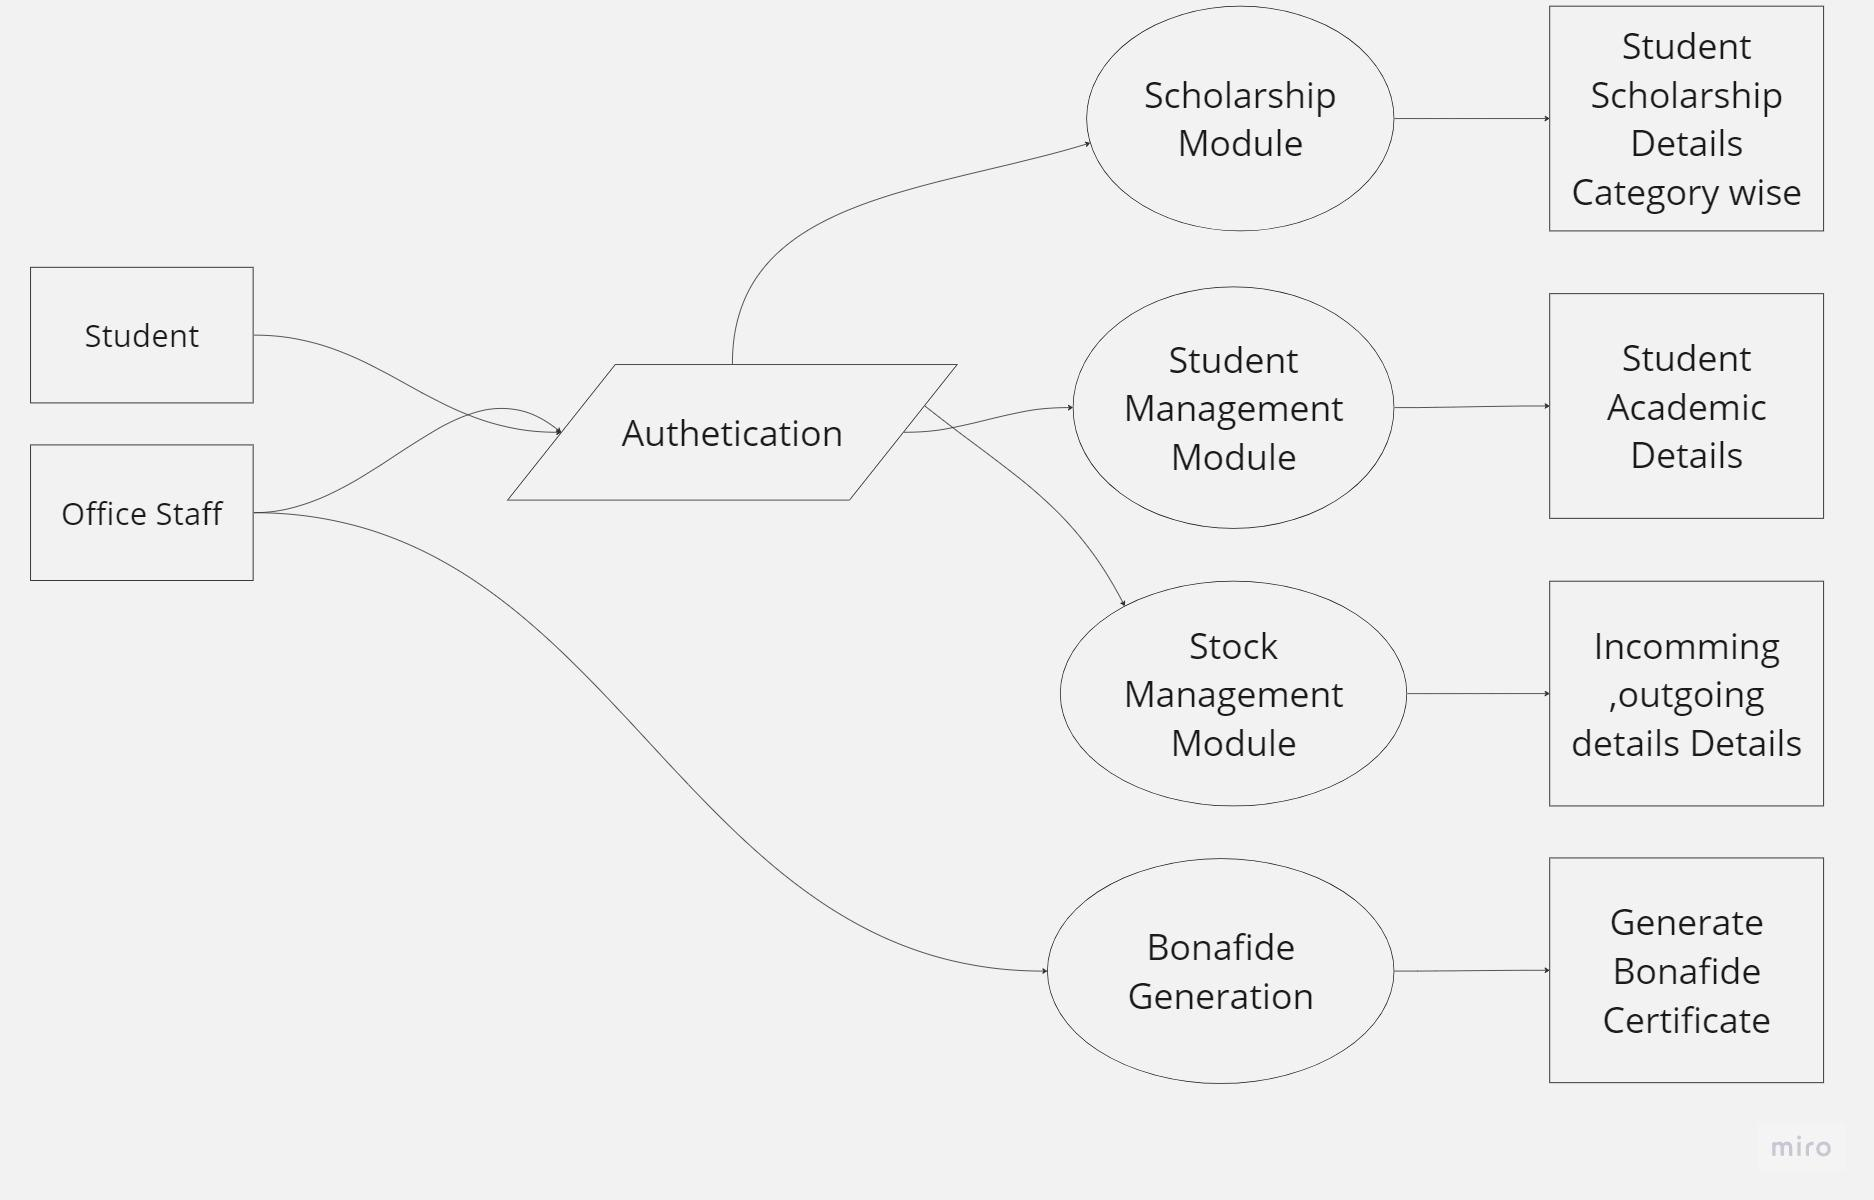 Student
Office Staff
Authetication
Scholarship
Module
Student
Management
Module
Stock
Management
Module
Bonafide
Generation
Student
Scholarship
Details
Category wise
Student
Academic
Details
Incomming
,outgoing
details Details
Generate
Bonafide
Certificate
miro